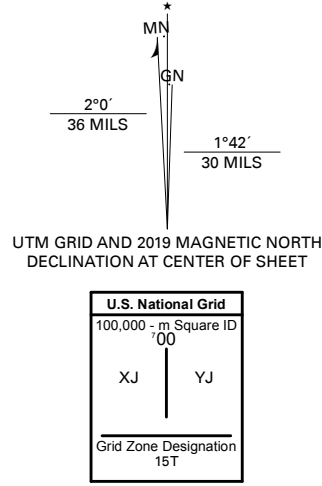 ★
MN
GN
2°0´
36 MILS
1°42´
30 MILS
UTM GRID AND 2019 MAGNETIC NORTH
DECLINATION AT CENTER OF SHEET
U.S. National Grid
100,000 - m Square ID
⁷00
XJ YJ
Grid Zone Designation
15T